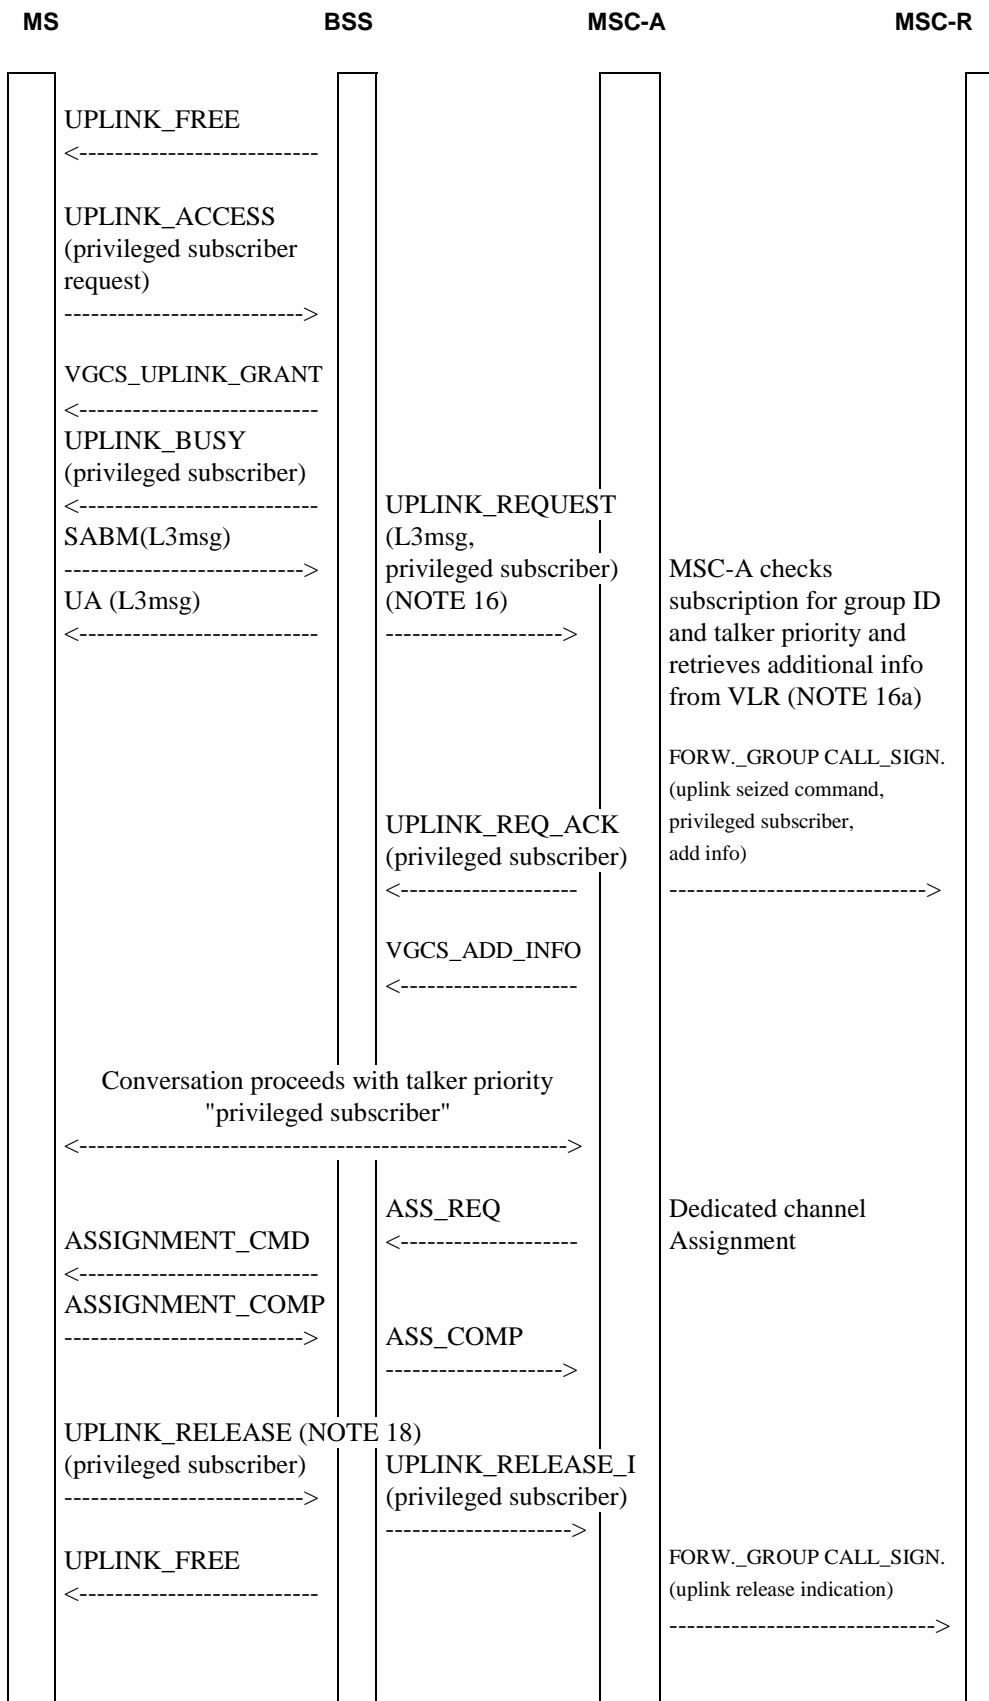 MS BSS MSC-A MSC-R
UPLINK_FREE
<---------------------------
UPLINK_ACCESS
(privileged subscriber
request)
--------------------------->
VGCS_UPLINK_GRANT
<---------------------------
UPLINK_BUSY
(privileged subscriber)
<---------------------------
SABM(L3msg)
--------------------------->
UA (L3msg)
<---------------------------
UPLINK_REQUEST
(L3msg,
privileged subscriber)
(NOTE 16)
-------------------->
MSC-A checks
subscription for group ID
and talker priority and
retrieves additional info
from VLR (NOTE 16a)
FORW._GROUP CALL_SIGN.
(uplink seized command,
privileged subscriber,
add info)
----------------------------->
UPLINK_REQ_ACK
(privileged subscriber)
<--------------------
VGCS_ADD_INFO
<--------------------
Conversation proceeds with talker priority
"privileged subscriber"
<------------------------------------------------------->
ASS_REQ
<--------------------
Dedicated channel
Assignment
ASSIGNMENT_CMD
<---------------------------
ASSIGNMENT_COMP
--------------------------->
ASS_COMP
-------------------->
UPLINK_RELEASE (NOTE 18)
(privileged subscriber)
--------------------------->
UPLINK_RELEASE_I
(privileged subscriber)
--------------------->
UPLINK_FREE
<---------------------------
FORW._GROUP CALL_SIGN.
(uplink release indication)
------------------------------>